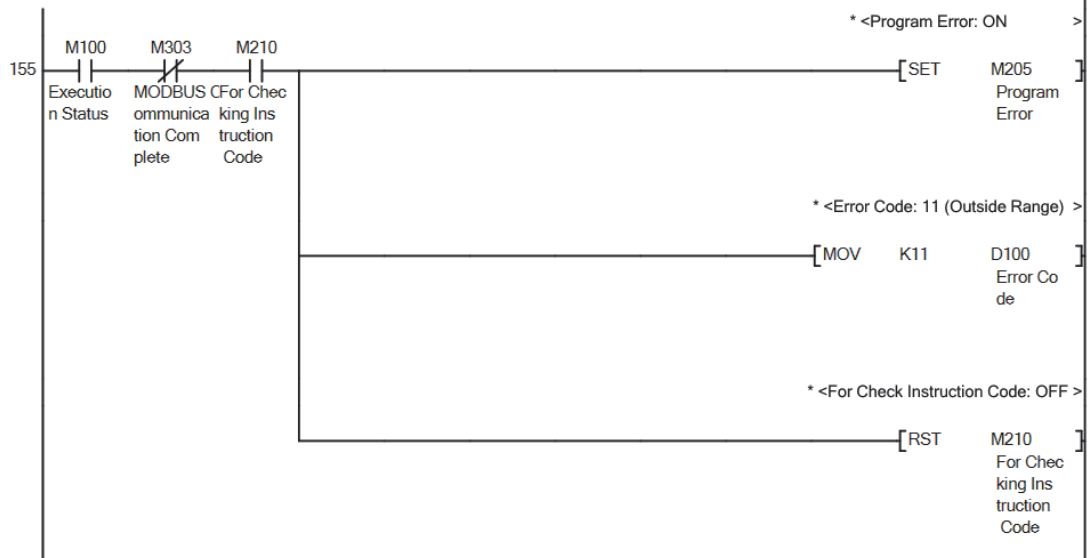 * <Program Error: ON >
M100 M303 M210
155
SET M205
Program
Error
Executio MODBUS C For Chec
n Status ommunica king Ins
tion Com truction
plete Code
* <Error Code: 11 (Outside Range) >
MOV K11 D100
Error Co
de
* <For Check Instruction Code: OFF >
RST M210
For Chec
king Ins
truction
Code